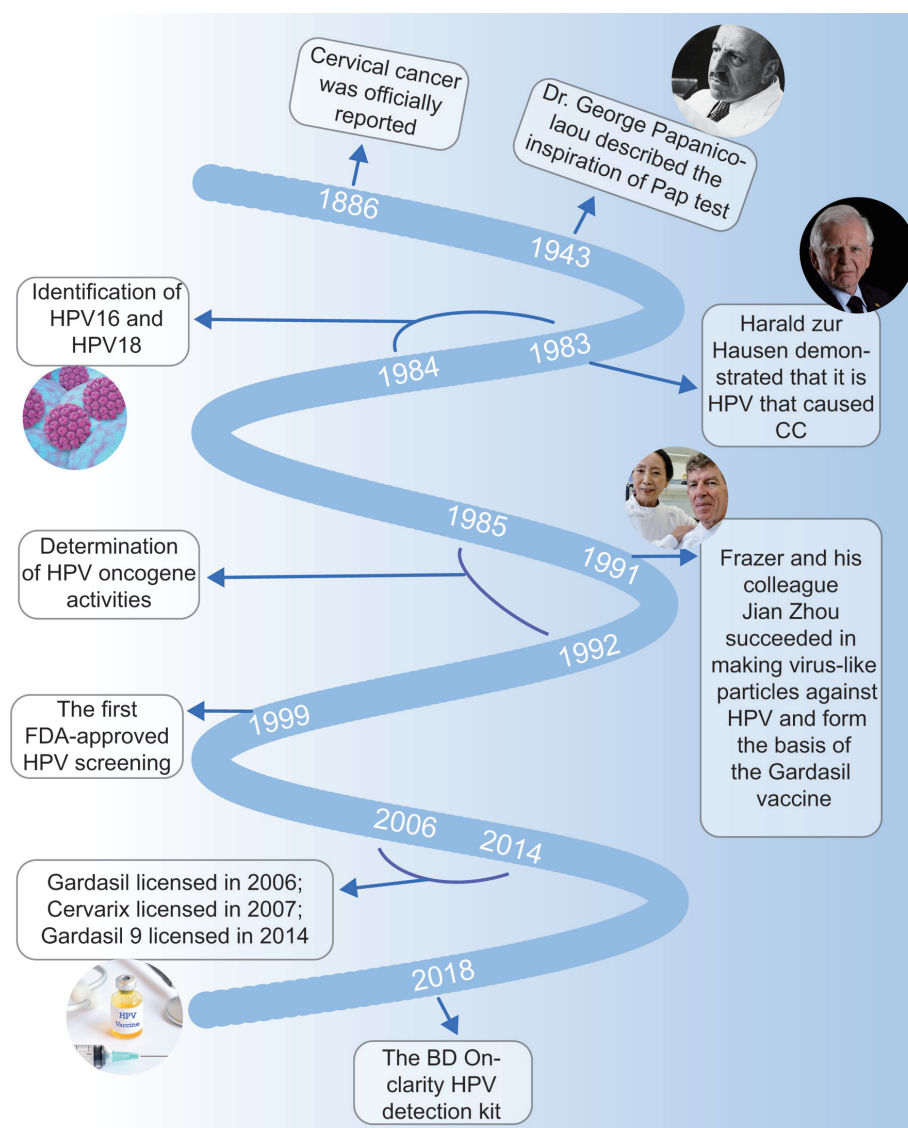 Cervical cancer
was officially
reported
Dr. George Papanico-
laou described the
inspiration of Pap test
1886
1943
Identification of
HPV16 and
HPV18
1984
1983
Harald zur
Hausen demon-
strated that it is
HPV that caused
CC
1985
1991
Determination
of HPV oncogene
activities
Frazer and his
colleague
Jian Zhou
succeeded in
making virus-like
particles against
HPV and form
the basis of
the Gardasil
vaccine
1992
The first
FDA-approved
HPV screening
1999
2006
2014
Gardasil licensed in 2006;
Cervarix licensed in 2007;
Gardasil 9 licensed in 2014
2018
HPV
Vaccine
The BD On-
clarity HPV
detection kit